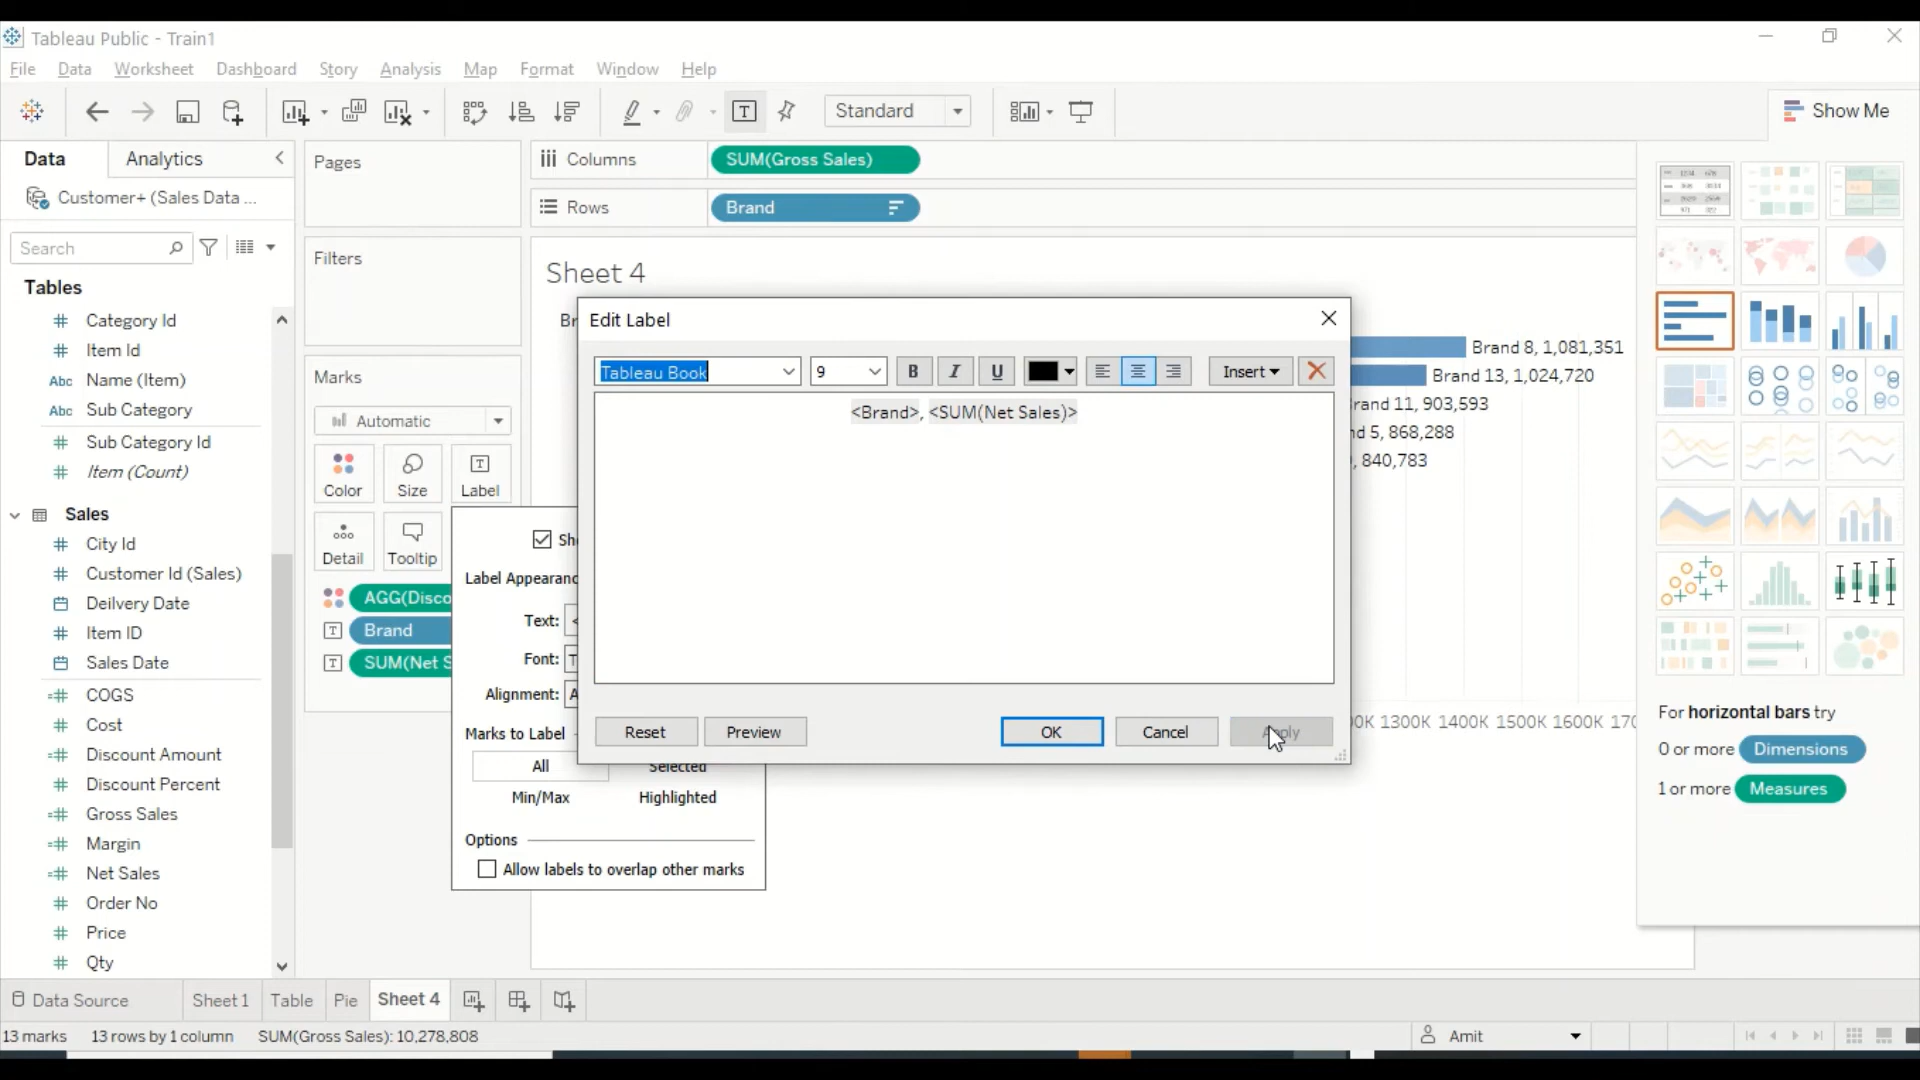 Tableau Public - Train1
File Data Worksheet Dashboard Story Analysis Map Format Window Help
Standard
Show Me
Data Analytics
Pages
Columns SUM(Gross Sales)
Customer+ (Sales Data ...
Rows Brand
Search
Filters
Tables
Sheet 4
Category Id
Item Id
Abc Name (Item)
Abc Sub Category
Sub Category Id
Item (Count)
Sales
City Id
Customer Id (Sales)
Deilvery Date
Item ID
Sales Date
COGS
Cost
Discount Amount
Discount Percent
Gross Sales
Margin
Net Sales
Order No
Price
Qty
Marks
Automatic
Color Size Label
Detail Tooltip
AGG(Disco
Brand
SUM(Net S
Label Appearanc
Text:
Font:
Alignment:
Marks to Label
All Selected
Min/Max Highlighted
Options
Allow labels to overlap other marks
Edit Label
Tableau Book 9 B I U Insert
<Brand>, <SUM(Net Sales)>
Reset Preview OK Cancel Apply
Brand 8, 1,081,351
Brand 13, 1,024,720
rand 11, 903,593
nd 5, 868,288
, 840,783
0K 1300K 1400K 1500K 1600K 170
For horizontal bars try
0 or more Dimensions
1 or more Measures
Data Source Sheet 1 Table Pie Sheet 4
13 marks 13 rows by 1 column SUM(Gross Sales): 10,278,808
Amit